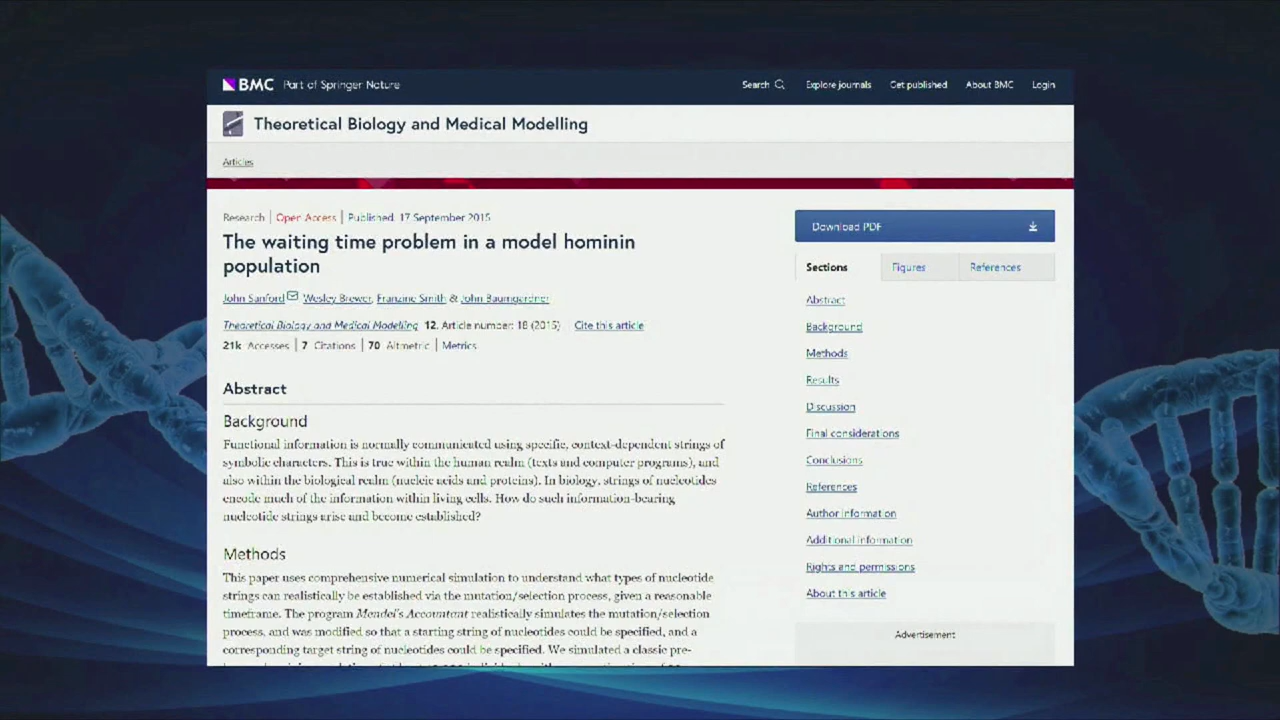 BMC Part of Springer Nature
Search Explore journals Get published About BMC Login
Theoretical Biology and Medical Modelling
Articles
Research | Open Access | Published: 17 September 2015
The waiting time problem in a model hominin
population
John Sanford, Wesley Brewer, Franzine Smith & John Baumgardner
Theoretical Biology and Medical Modelling 12, Article number: 18 (2015) Cite this article
21k Accesses | 7 Citations | 70 Altmetric | Metrics
Abstract
Background
Functional information is normally communicated using specific, context-dependent strings of
symbolic characters. This is true within the human realm (texts and computer programs), and
also within the biological realm (nucleic acids and proteins). In biology, strings of nucleotides
encode much of the information within living cells. How do such information-bearing
nucleotide strings arise and become established?
Methods
This paper uses comprehensive numerical simulation to understand what types of nucleotide
strings can realistically be established via the mutation/selection process, given a reasonable
timeframe. The program Mendel's Accountant realistically simulates the mutation/selection
process, and was modified so that a starting string of nucleotides could be specified, and a
corresponding target string of nucleotides could be specified. We simulated a classic pre-
Download PDF
Sections Figures References
Abstract
Background
Methods
Results
Discussion
Final considerations
Conclusions
References
Author information
Additional information
Rights and permissions
About this article
Advertisement